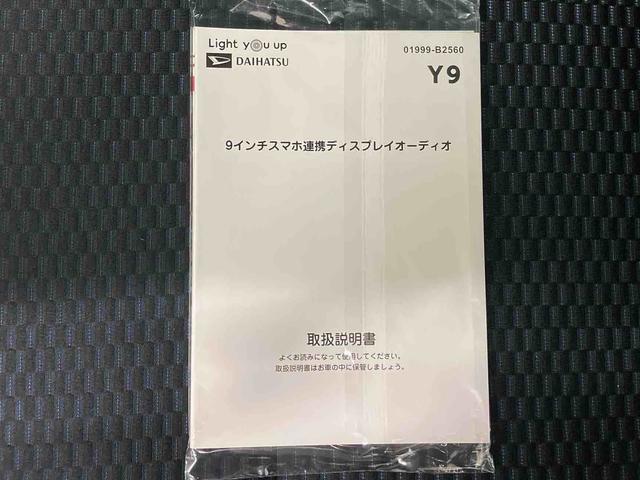 Light you up
01999-B2560
DAIHATSU
Y9
9インチスマホ連携ディスプレイオーディオ
取扱説明書
よくお読みになって使用してください。
取扱説明書はお車の中に保管しましょう。